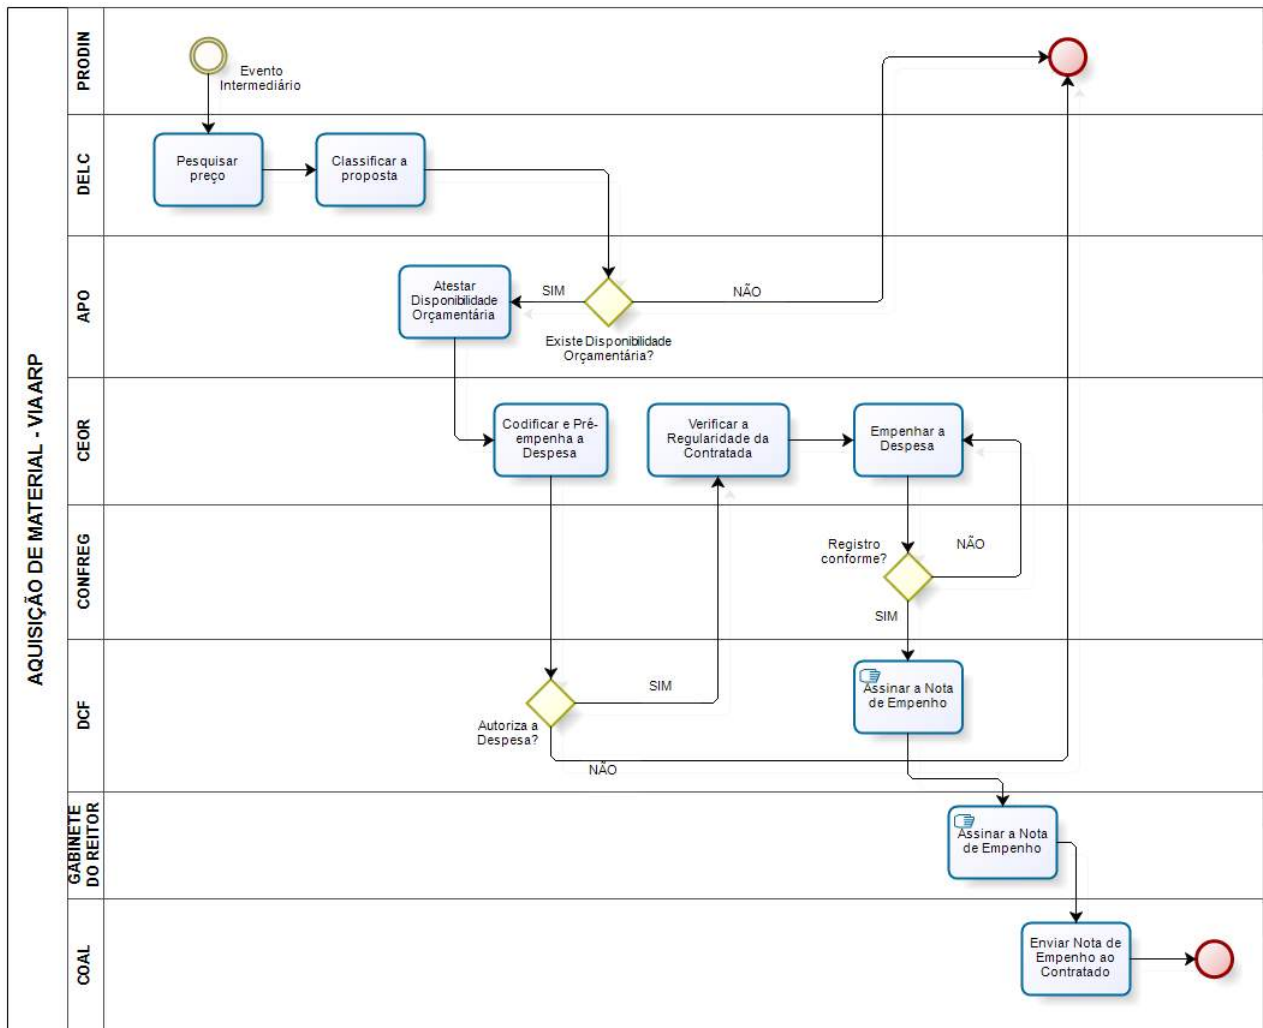 AQUISIÇÃO DE MATERIAL - VIA ARP
PRODIN
Evento
Intermediário
DELC
Pesquisar
preço
Classificar a
proposta
APO
Atestar
Disponibilidade
Orçamentária
SIM
NÃO
Existe Disponibilidade
Orçamentária?
CEOR
Codificar e Pré-
empenha a
Despesa
Verificar a
Regularidade da
Contratada
Empenhar a
Despesa
CONFREG
Registro
conforme?
NÃO
SIM
DCF
Autoriza a
Despesa?
SIM
NÃO
Assinar a Nota
de Empenho
GABINETE
DO REITOR
Assinar a Nota
de Empenho
COAL
Enviar Nota de
Empenho ao
Contratado